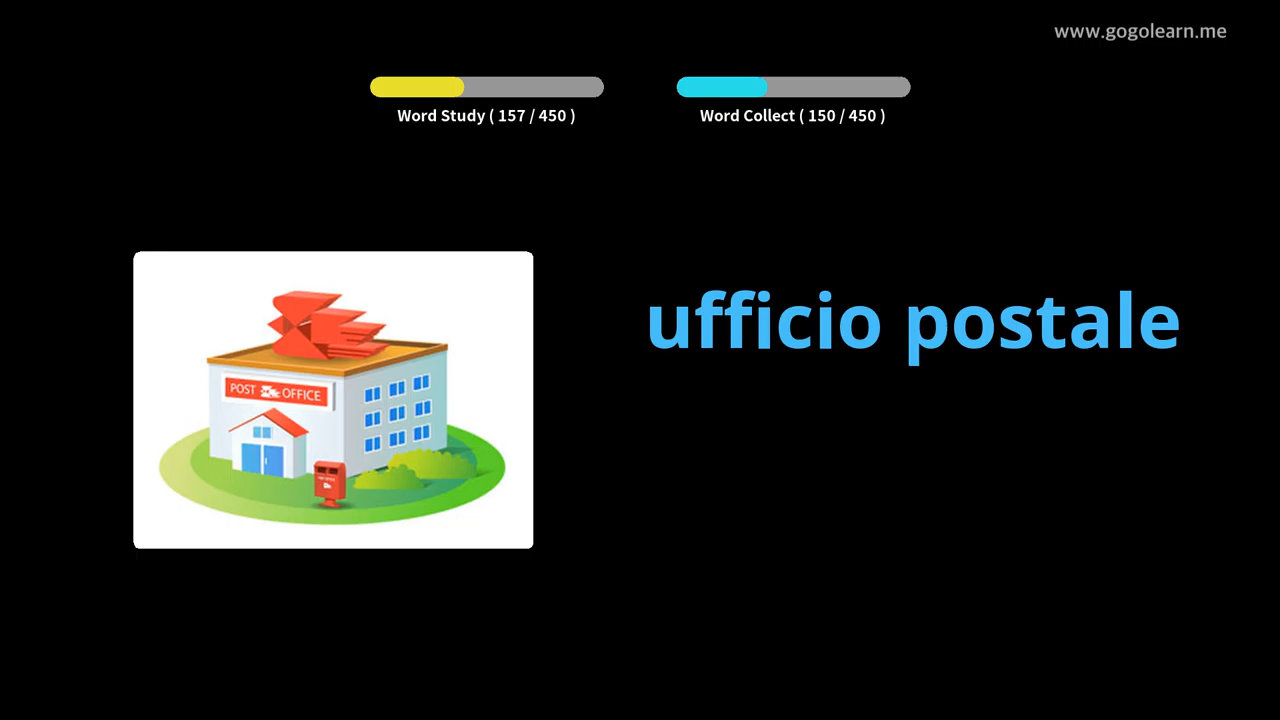 www.gogolearn.me
Word Study ( 157 / 450 )
Word Collect ( 150 / 450 )
ufficio postale
POST OFFICE